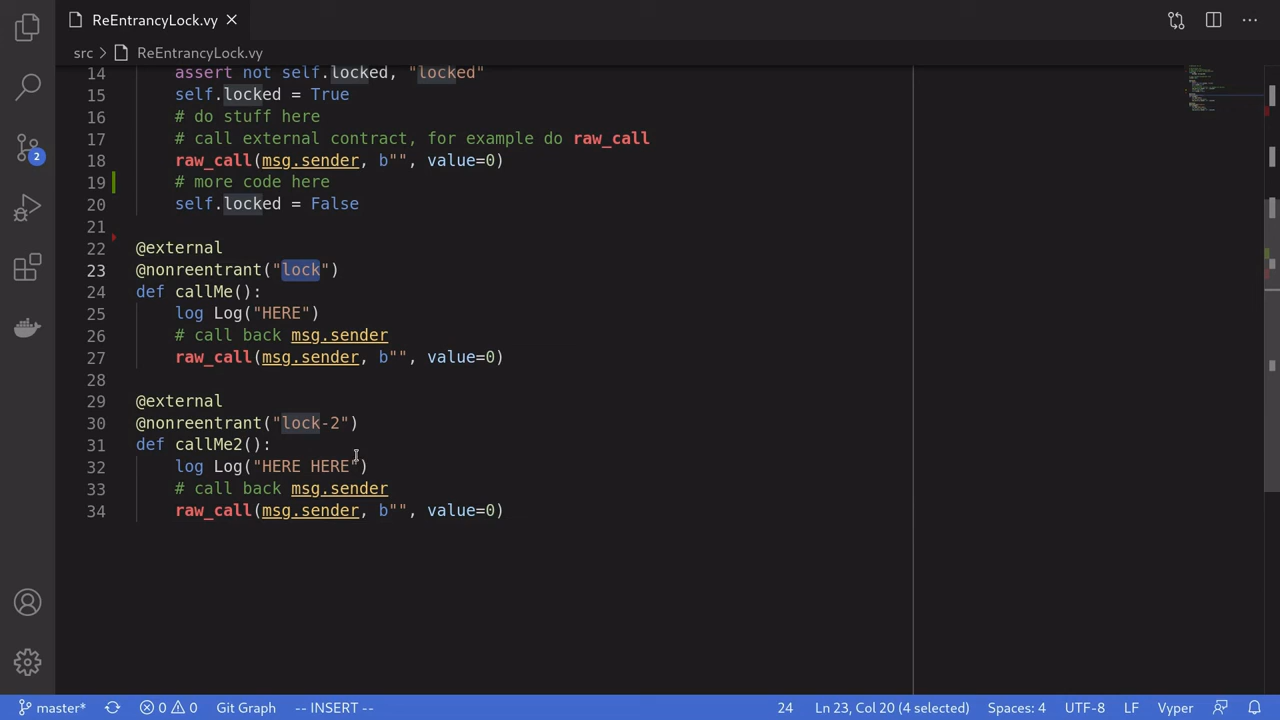 ReEntrancyLock.vy
src > ReEntrancyLock.vy
14 assert not self.locked, "locked"
15 self.locked = True
16 # do stuff here
17 # call external contract, for example do raw_call
18 raw_call(msg.sender, b"", value=0)
19 # more code here
20 self.locked = False
21
22 @external
23 @nonreentrant("lock")
24 def callMe():
25 log Log("HERE")
26 # call back msg.sender
27 raw_call(msg.sender, b"", value=0)
28
29 @external
30 @nonreentrant("lock-2")
31 def callMe2():
32 log Log("HERE HERE")
33 # call back msg.sender
34 raw_call(msg.sender, b"", value=0)
2
master* 0 0 Git Graph -- INSERT -- 24 Ln 23, Col 20 (4 selected) Spaces: 4 UTF-8 LF Vyper